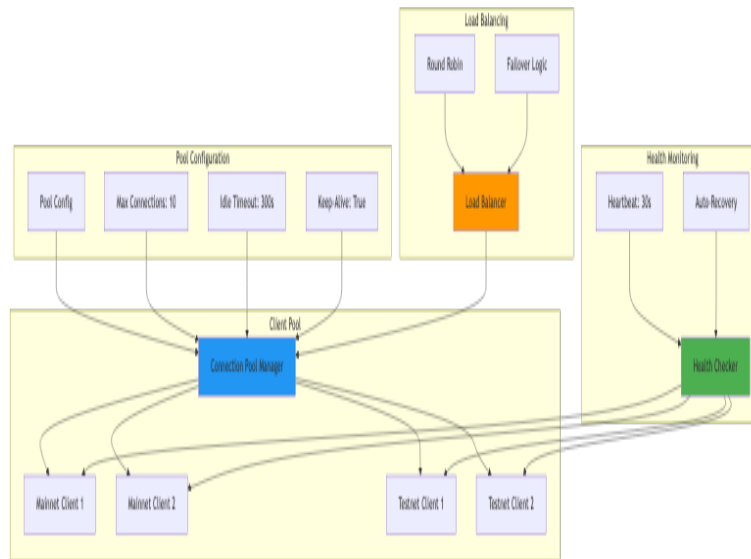 Load Balancing
Round Robin
Failover Logic
Load Balancer
Pool Configuration
Pool Config
Max Connections: 10
Idle Timeout: 300s
Keep-Alive: True
Health Monitoring
Heartbeat: 30s
Auto-Recovery
Health Checker
Client Pool
Connection Pool Manager
Mainnet Client 1
Mainnet Client 2
Testnet Client 1
Testnet Client 2